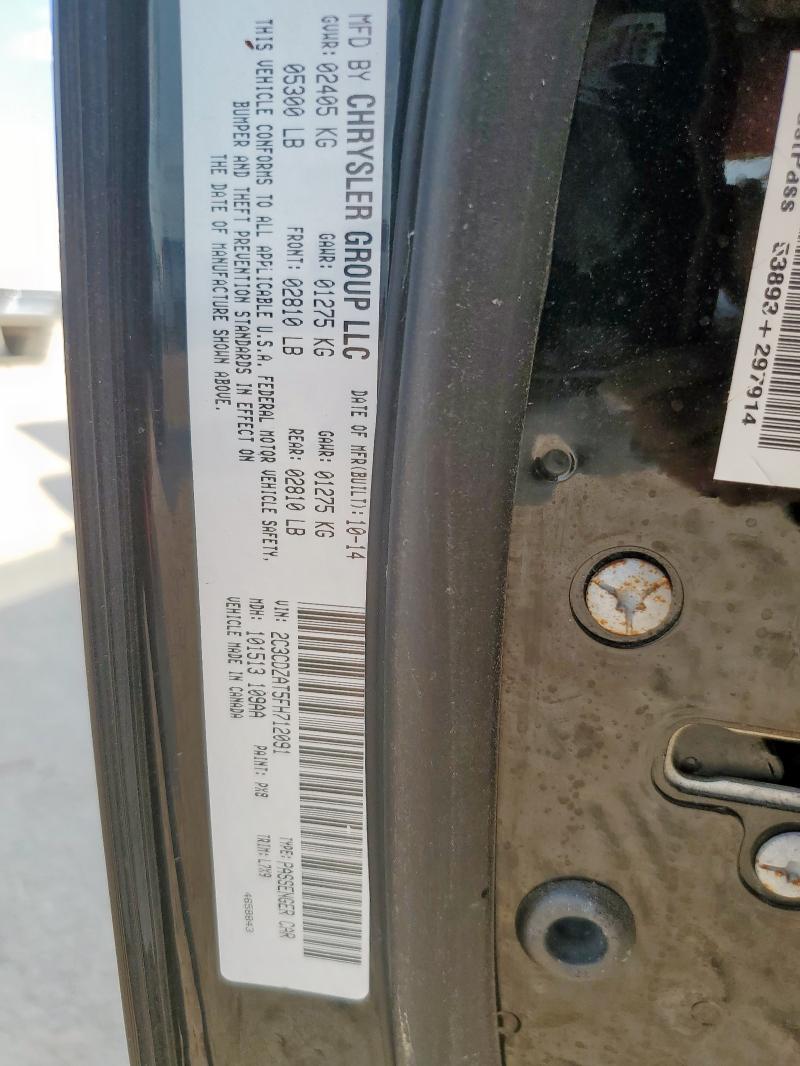 MFD BY CHRYSLER GROUP LLC DATE OF MFR(BUILT): 10-14
GVWR: 02405 KG GAWR: 01275 KG GAWR: 01275 KG
05300 LB FRONT: 02810 LB REAR: 02810 LB
THIS VEHICLE CONFORMS TO ALL APPLICABLE U.S.A. FEDERAL MOTOR VEHICLE SAFETY,
BUMPER AND THEFT PREVENTION STANDARDS IN EFFECT ON
THE DATE OF MANUFACTURE SHOWN ABOVE.
VIN: 2C3CDZAT5FH712091 TYPE: PASSENGER CAR
MDH: 101513 109AA PAINT: PX8 TRIM: L7X9
VEHICLE MADE IN CANADA
4658843
53893 + 297914